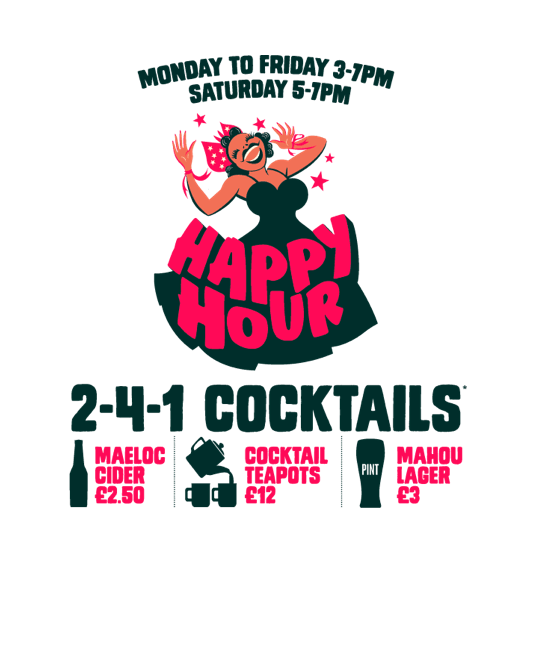 MONDAY TO FRIDAY 3-7PM
SATURDAY 5-7PM
HAPPY
HOUR
2-4-1 COCKTAILS*
MAELOC
CIDER
£2.50
COCKTAIL
TEAPOTS
£12
PINT
MAHOU
LAGER
£3